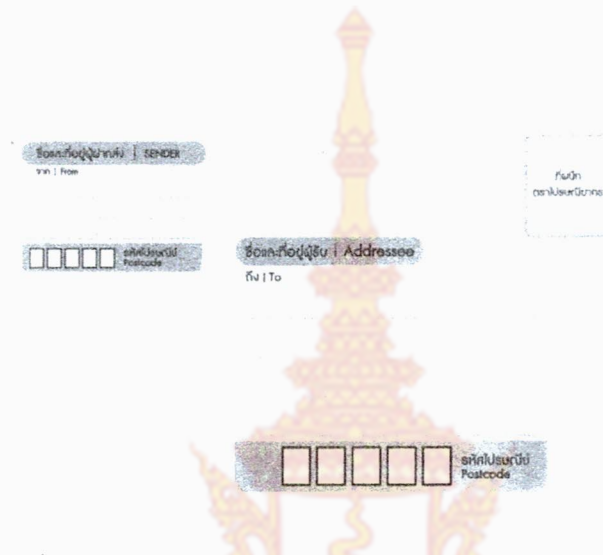 ชื่อและที่อยู่ผู้ฝากส่ง | SENDER
จาก | From
รหัสไปรษณีย์
Postcode
ที่ผนึก
ตราไปรษณียากร
ชื่อและที่อยู่ผู้รับ | Addressee
ถึง | To
รหัสไปรษณีย์
Postcode